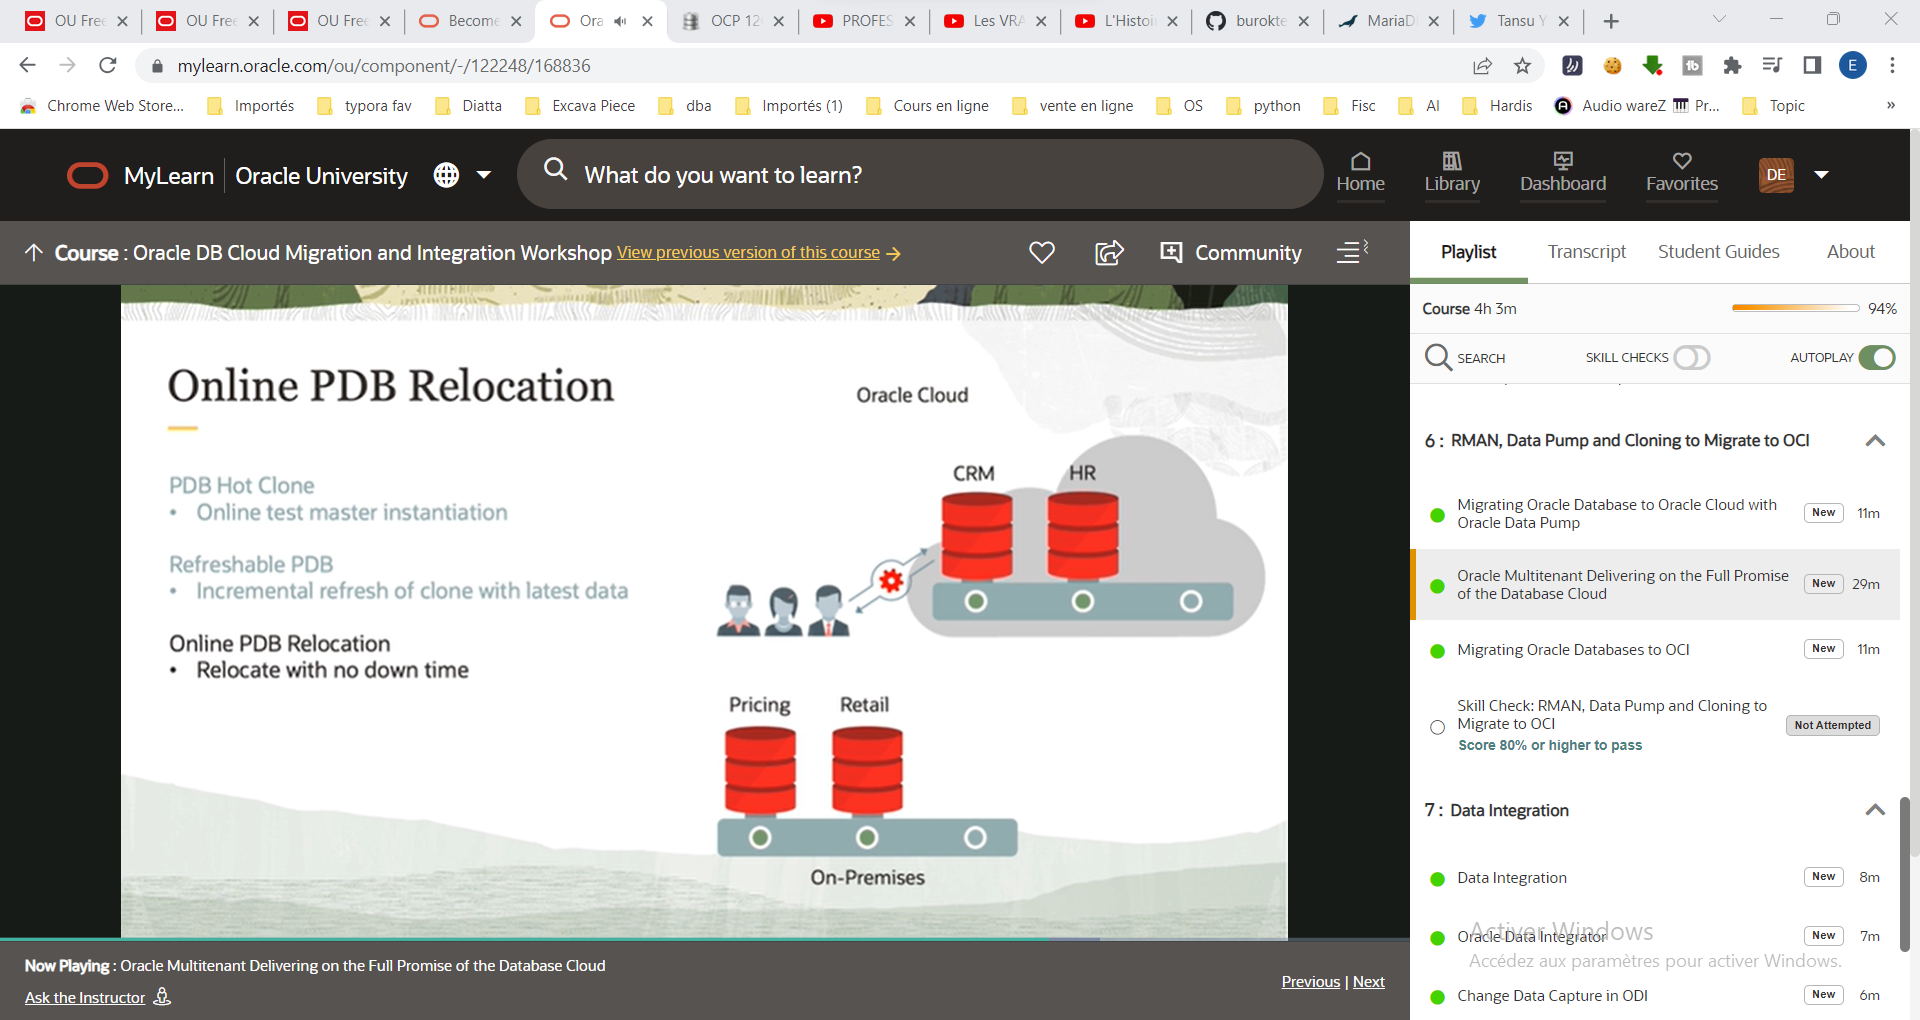 OU Free
OU Free
OU Free
Become
Ora
OCP 12
PROFES
Les VRA
L'Histoi
burokte
MariaD
Tansu Y
mylearn.oracle.com/ou/component/-/122248/168836
E
Chrome Web Store...
Importés
typora fav
Diatta
Excava Piece
dba
Importés (1)
Cours en ligne
vente en ligne
OS
python
Fisc
AI
Hardis
Audio wareZ
Pr...
Topic
»
MyLearn
Oracle University
What do you want to learn?
Home
Library
Dashboard
Favorites
DE
Course : Oracle DB Cloud Migration and Integration Workshop View previous version of this course →
Community
Playlist
Transcript
Student Guides
About
Course 4h 3m
94%
SEARCH
SKILL CHECKS
AUTOPLAY
Online PDB Relocation
PDB Hot Clone
• Online test master instantiation
Refreshable PDB
• Incremental refresh of clone with latest data
Online PDB Relocation
• Relocate with no down time
Oracle Cloud
CRM
HR
Pricing
Retail
On-Premises
6 : RMAN, Data Pump and Cloning to Migrate to OCI
Migrating Oracle Database to Oracle Cloud with
Oracle Data Pump
New
11m
Oracle Multitenant Delivering on the Full Promise
of the Database Cloud
New
29m
Migrating Oracle Databases to OCI
New
11m
Skill Check: RMAN, Data Pump and Cloning to
Migrate to OCI
Score 80% or higher to pass
Not Attempted
7 : Data Integration
Data Integration
New
8m
Oracle Data Integrator
New
7m
Change Data Capture in ODI
New
6m
Activer Windows
Accédez aux paramètres pour activer Windows.
Now Playing : Oracle Multitenant Delivering on the Full Promise of the Database Cloud
Ask the Instructor
Previous | Next